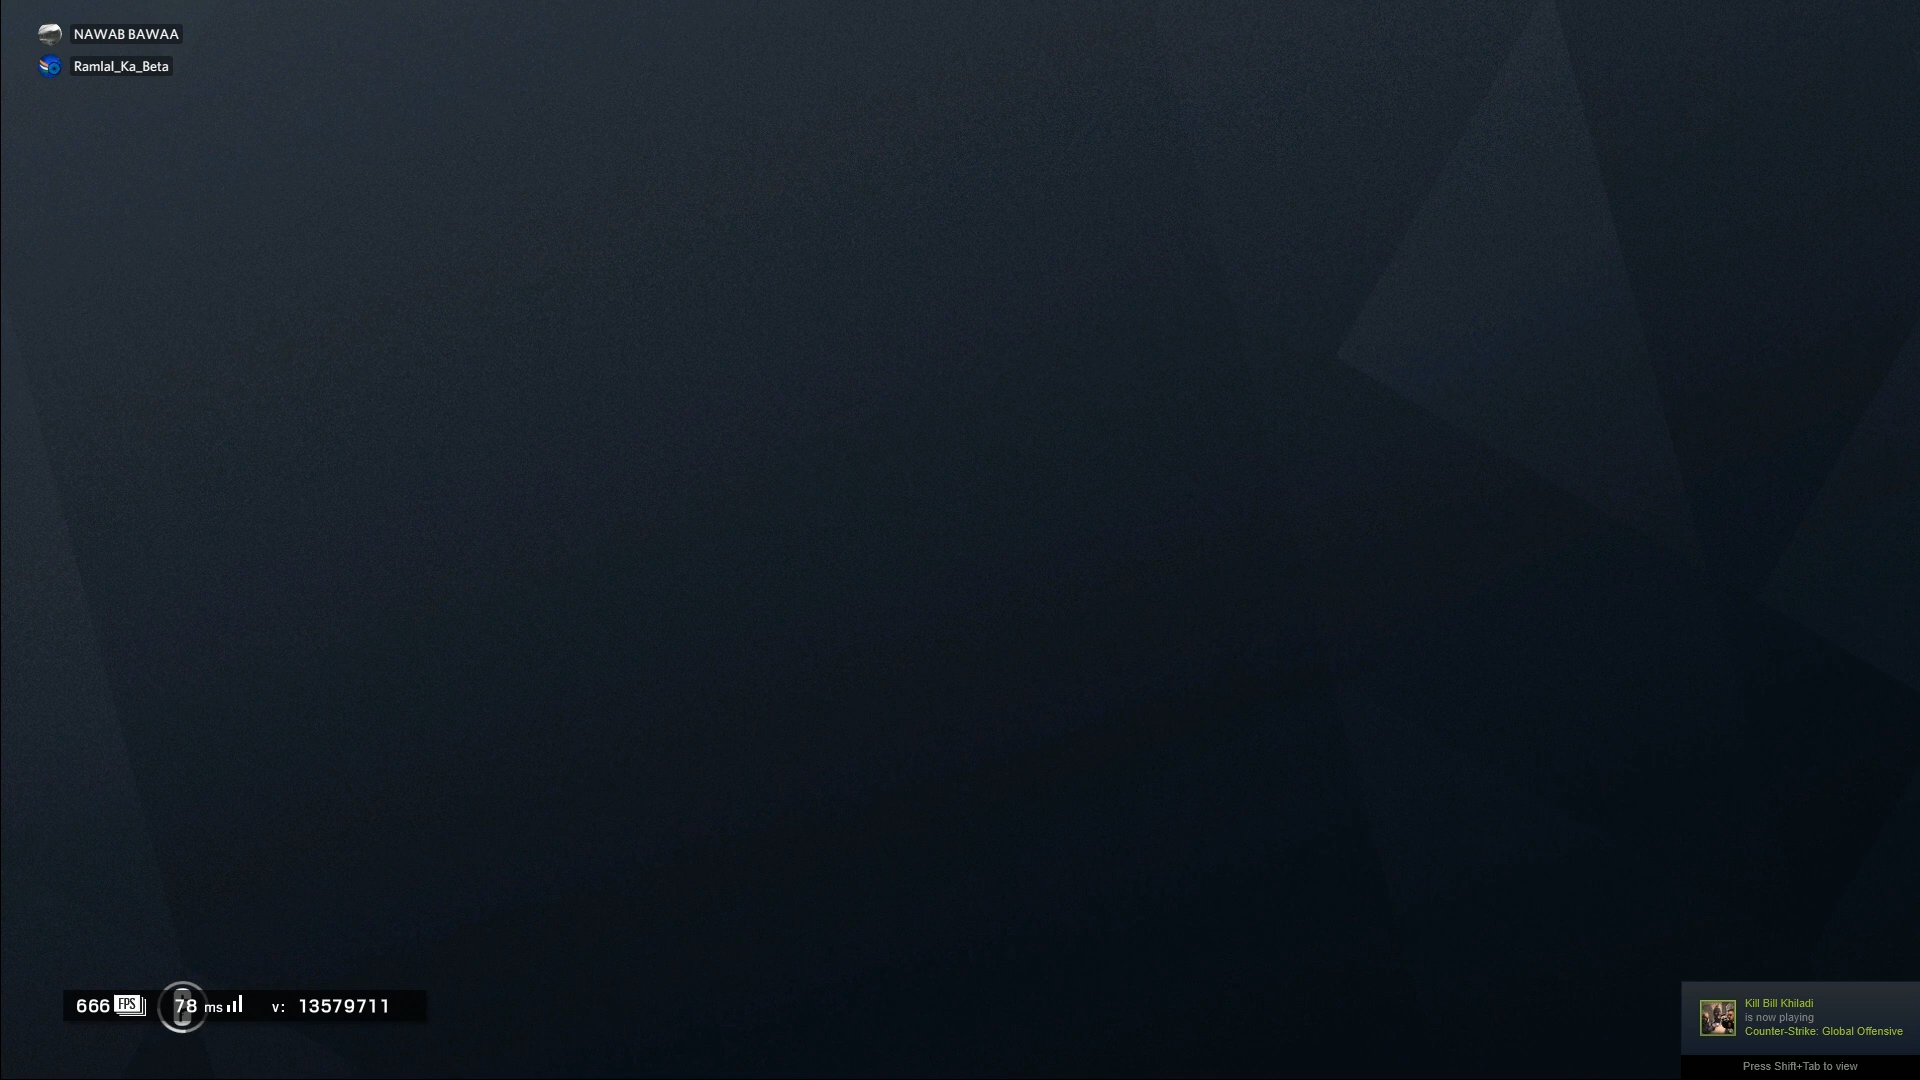 NAWAB BAWAA
Ramlal_Ka_Beta
666 FPS 78 ms v: 13579711
Kill Bill Khiladi
is now playing
Counter-Strike: Global Offensive
Press Shift+Tab to view